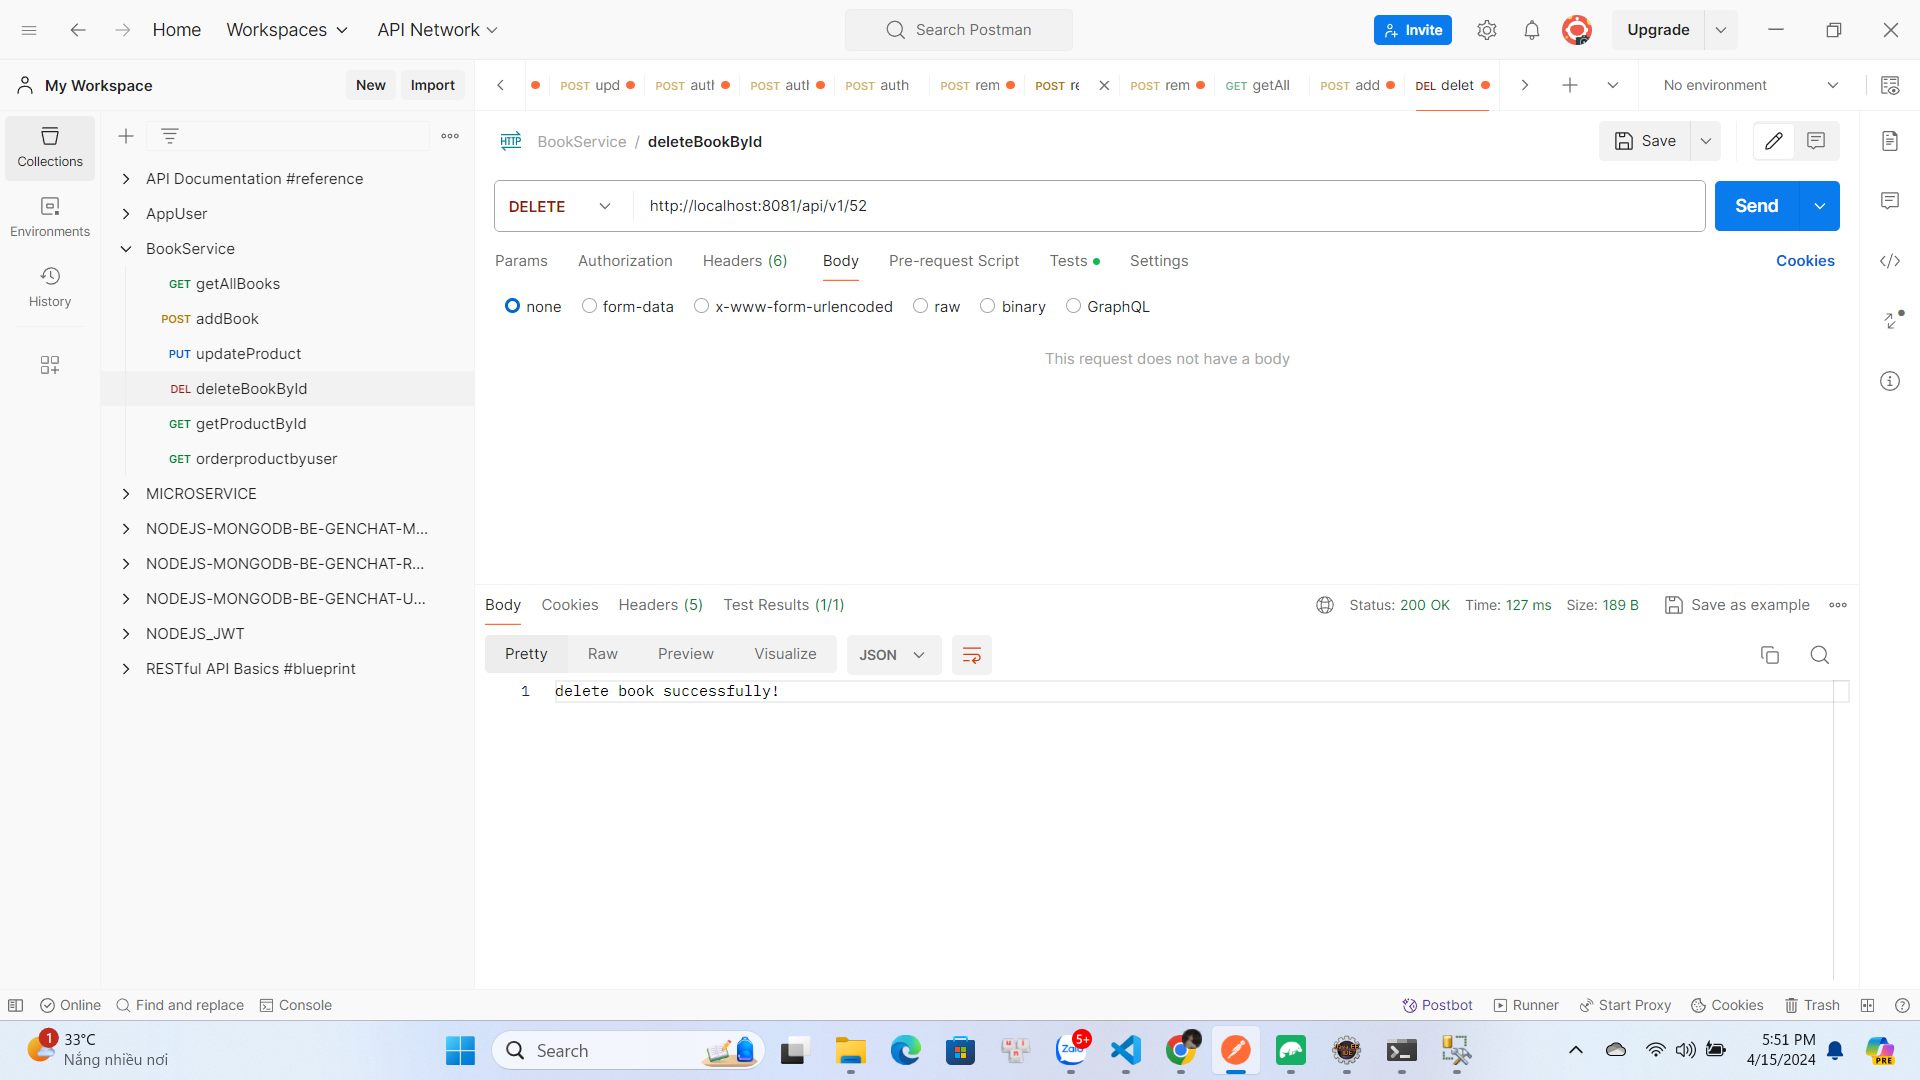 Home
Workspaces
API Network
Search Postman
Invite
Upgrade
My Workspace
New
Import
POST upd
POST auth
POST auth
POST auth
POST rem
POST re
POST rem
GET getAll
POST add
DEL delet
No environment
Collections
Environments
History
API Documentation #reference
AppUser
BookService
GET getAllBooks
POST addBook
PUT updateProduct
DEL deleteBookById
GET getProductById
GET orderproductbyuser
MICROSERVICE
NODEJS-MONGODB-BE-GENCHAT-M...
NODEJS-MONGODB-BE-GENCHAT-R...
NODEJS-MONGODB-BE-GENCHAT-U...
NODEJS_JWT
RESTful API Basics #blueprint
HTTP BookService / deleteBookById
Save
DELETE http://localhost:8081/api/v1/52
Send
Params Authorization Headers (6) Body Pre-request Script Tests Settings
Cookies
none form-data x-www-form-urlencoded raw binary GraphQL
This request does not have a body
Body Cookies Headers (5) Test Results (1/1)
Status: 200 OK Time: 127 ms Size: 189 B
Save as example
Pretty Raw Preview Visualize JSON
1 delete book successfully!
Online Find and replace Console
Postbot Runner Start Proxy Cookies Trash
1
33°C
Nắng nhiều nơi
Search
Zalo
5+
PRE
5:51 PM
4/15/2024